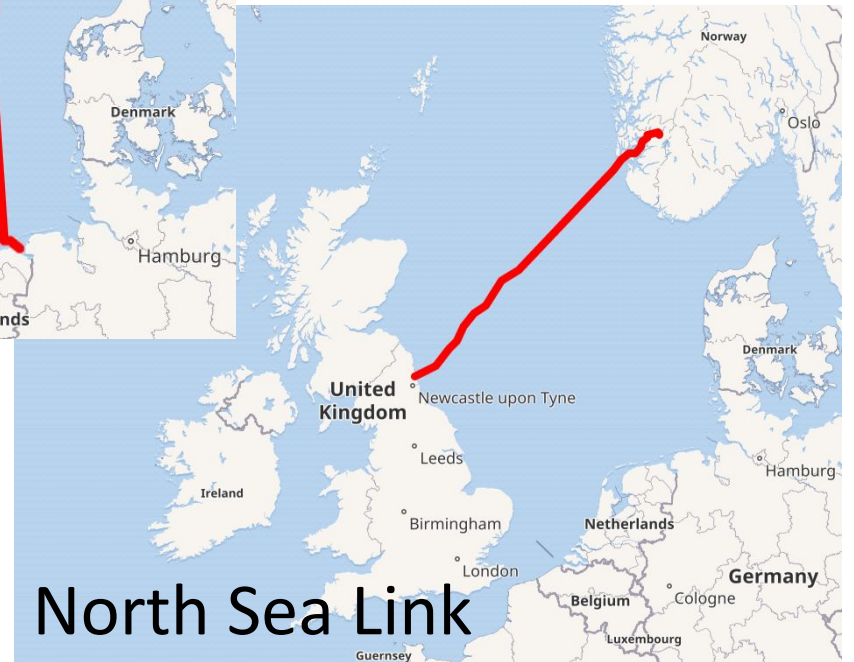 Norway
Oslo
Denmark
Hamburg
nds
United
Kingdom
Newcastle upon Tyne
Denmark
Leeds
Hamburg
Ireland
Birmingham
Netherlands
London
Germany
Cologne
Belgium
North Sea Link
Luxembourg
Guernsey